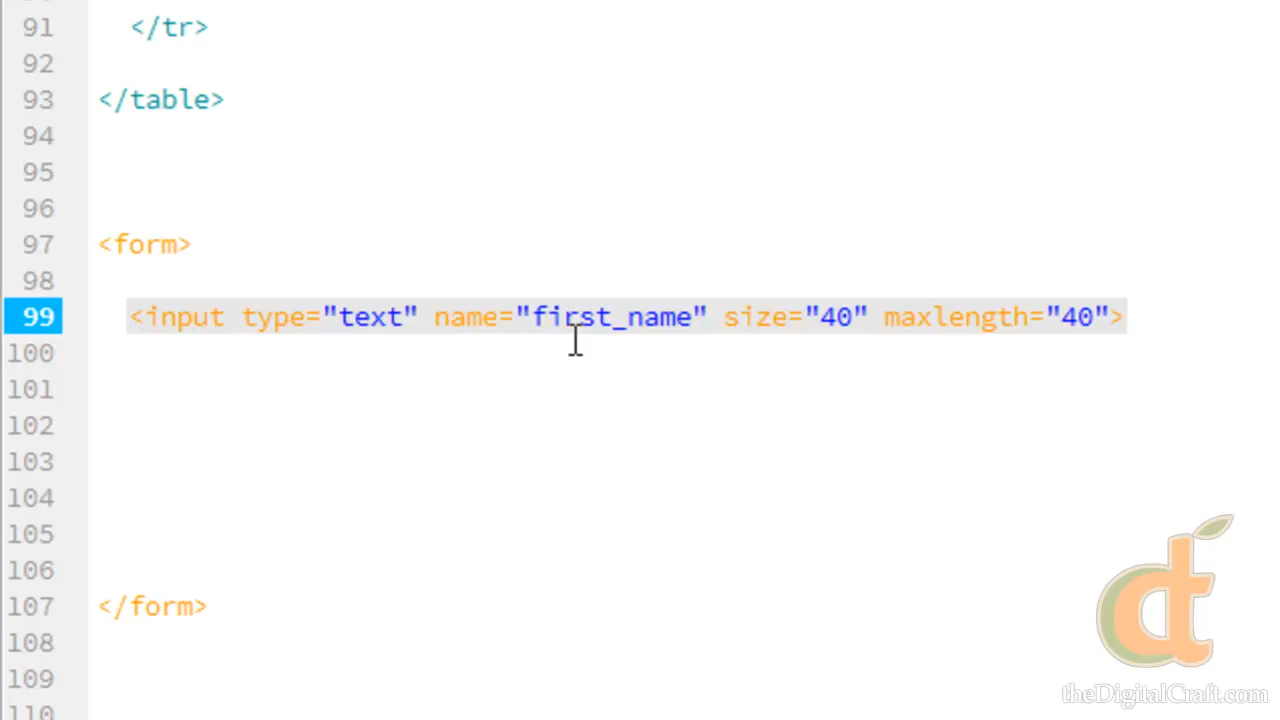 91 </tr>
92
93 </table>
94
95
96
97 <form>
98
99 <input type="text" name="first_name" size="40" maxlength="40">
100
101
102
103
104
105
106
107 </form>
108
109
110
dt
theDigitalCraft.com